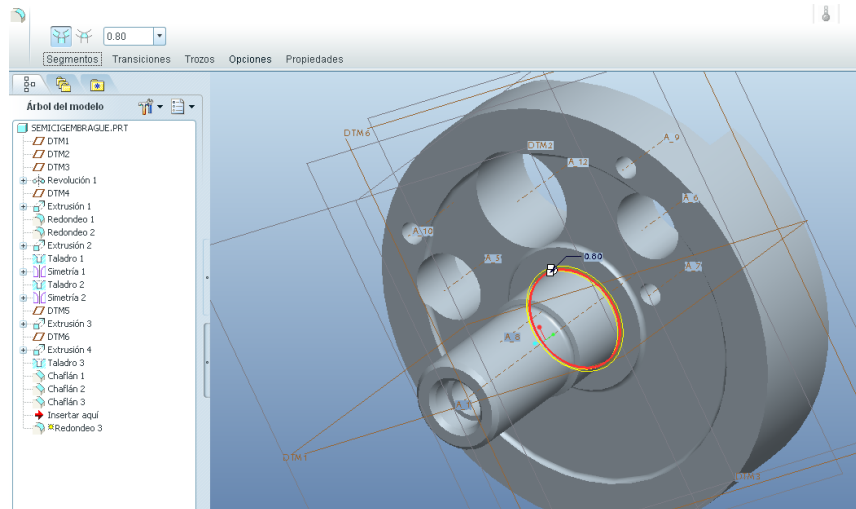 0.80
Segmentos Transiciones Trozos Opciones Propiedades
Árbol del modelo
SEMICIGEMBRAGUE.PRT
DTM1
DTM2
DTM3
Revolución 1
DTM4
Extrusión 1
Redondeo 1
Redondeo 2
Extrusión 2
Taladro 1
Simetría 1
Taladro 2
Simetría 2
DTM5
Extrusión 3
DTM6
Extrusión 4
Taladro 3
Chaflán 1
Chaflán 2
Chaflán 3
Insertar aquí
Redondeo 3
DTM6
A_9
DTM2
A_12
A_6
A_10
A_5
0.80
A_7
A_8
A_1
DTM1
DTM3